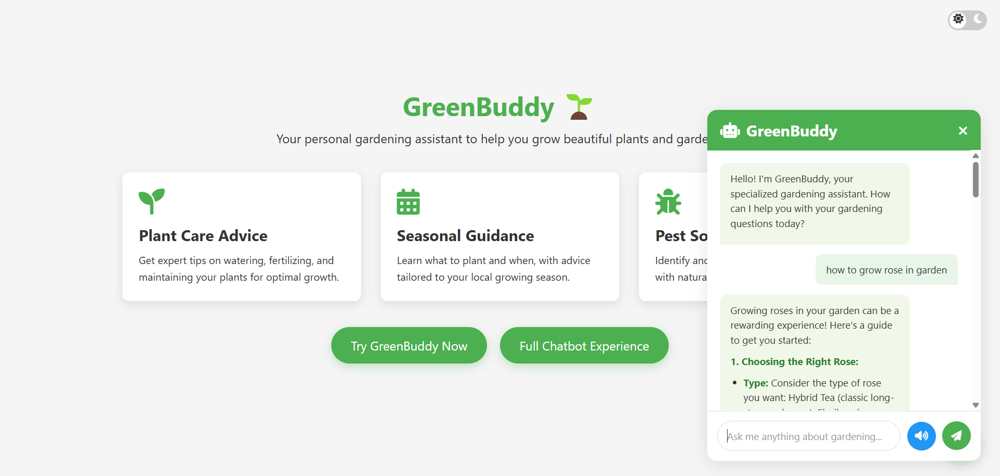 GreenBuddy
Your personal gardening assistant to help you grow beautiful plants and garde
Plant Care Advice
Get expert tips on watering, fertilizing, and
maintaining your plants for optimal growth.
Seasonal Guidance
Learn what to plant and when, with advice
tailored to your local growing season.
Pest So
Identify and
with natura
Try GreenBuddy Now
Full Chatbot Experience
GreenBuddy
Hello! I'm GreenBuddy, your
specialized gardening assistant. How
can I help you with your gardening
questions today?
how to grow rose in garden
Growing roses in your garden can be a
rewarding experience! Here's a guide
to get you started:
1. Choosing the Right Rose:
• Type: Consider the type of rose
you want: Hybrid Tea (classic long-
Ask me anything about gardening...